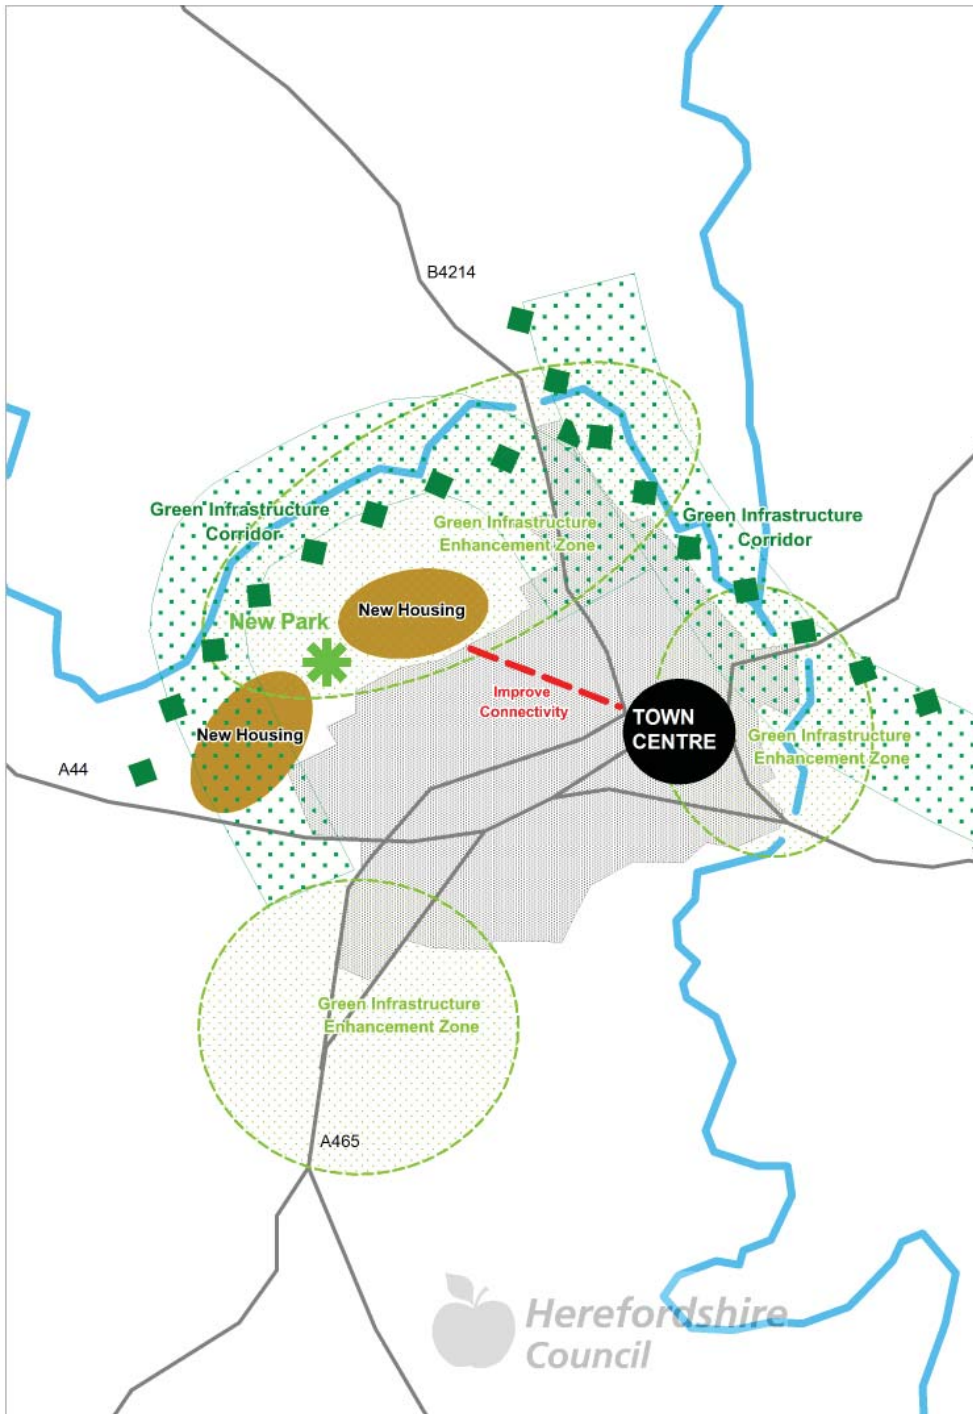 B4214
Green Infrastructure
Corridor
Green Infrastructure
Enhancement Zone
Green Infrastructure
Corridor
New Housing
New Park
Improve
Connectivity
TOWN
CENTRE
New Housing
Green Infrastructure
Enhancement Zone
A44
Green Infrastructure
Enhancement Zone
A465
Herefordshire
Council